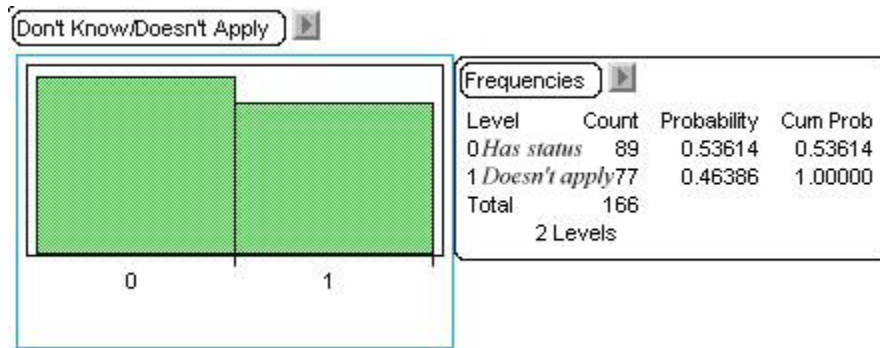 Don't Know/Doesn't Apply
0
1
Frequencies
Level Count Probability Cum Prob
0 Has status 89 0.53614 0.53614
1 Doesn't apply 77 0.46386 1.00000
Total 166
2 Levels